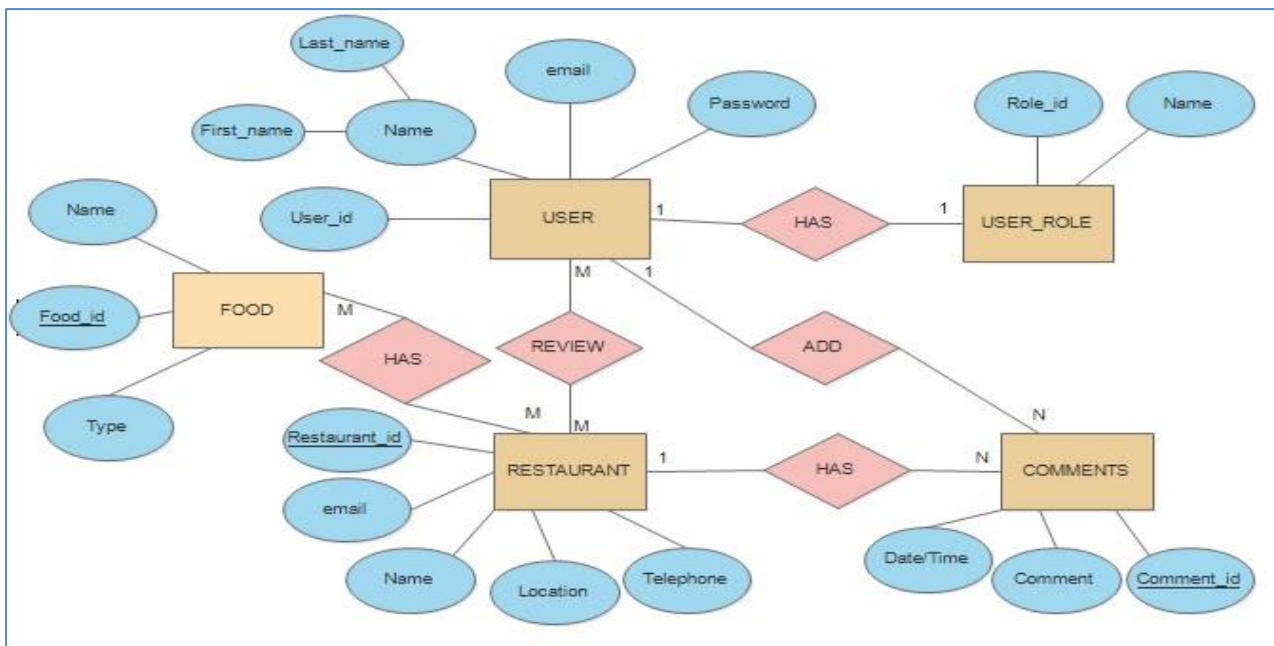 Last_name
email
Password
Role_id
Name
First_name
Name
Name
User_id
USER
1
HAS
1
USER_ROLE
M
1
Food_id
FOOD
M
HAS
REVIEW
ADD
Type
M
M
N
Restaurant_id
RESTAURANT
1
HAS
N
COMMENTS
email
Name
Location
Telephone
Date/Time
Comment
Comment_id